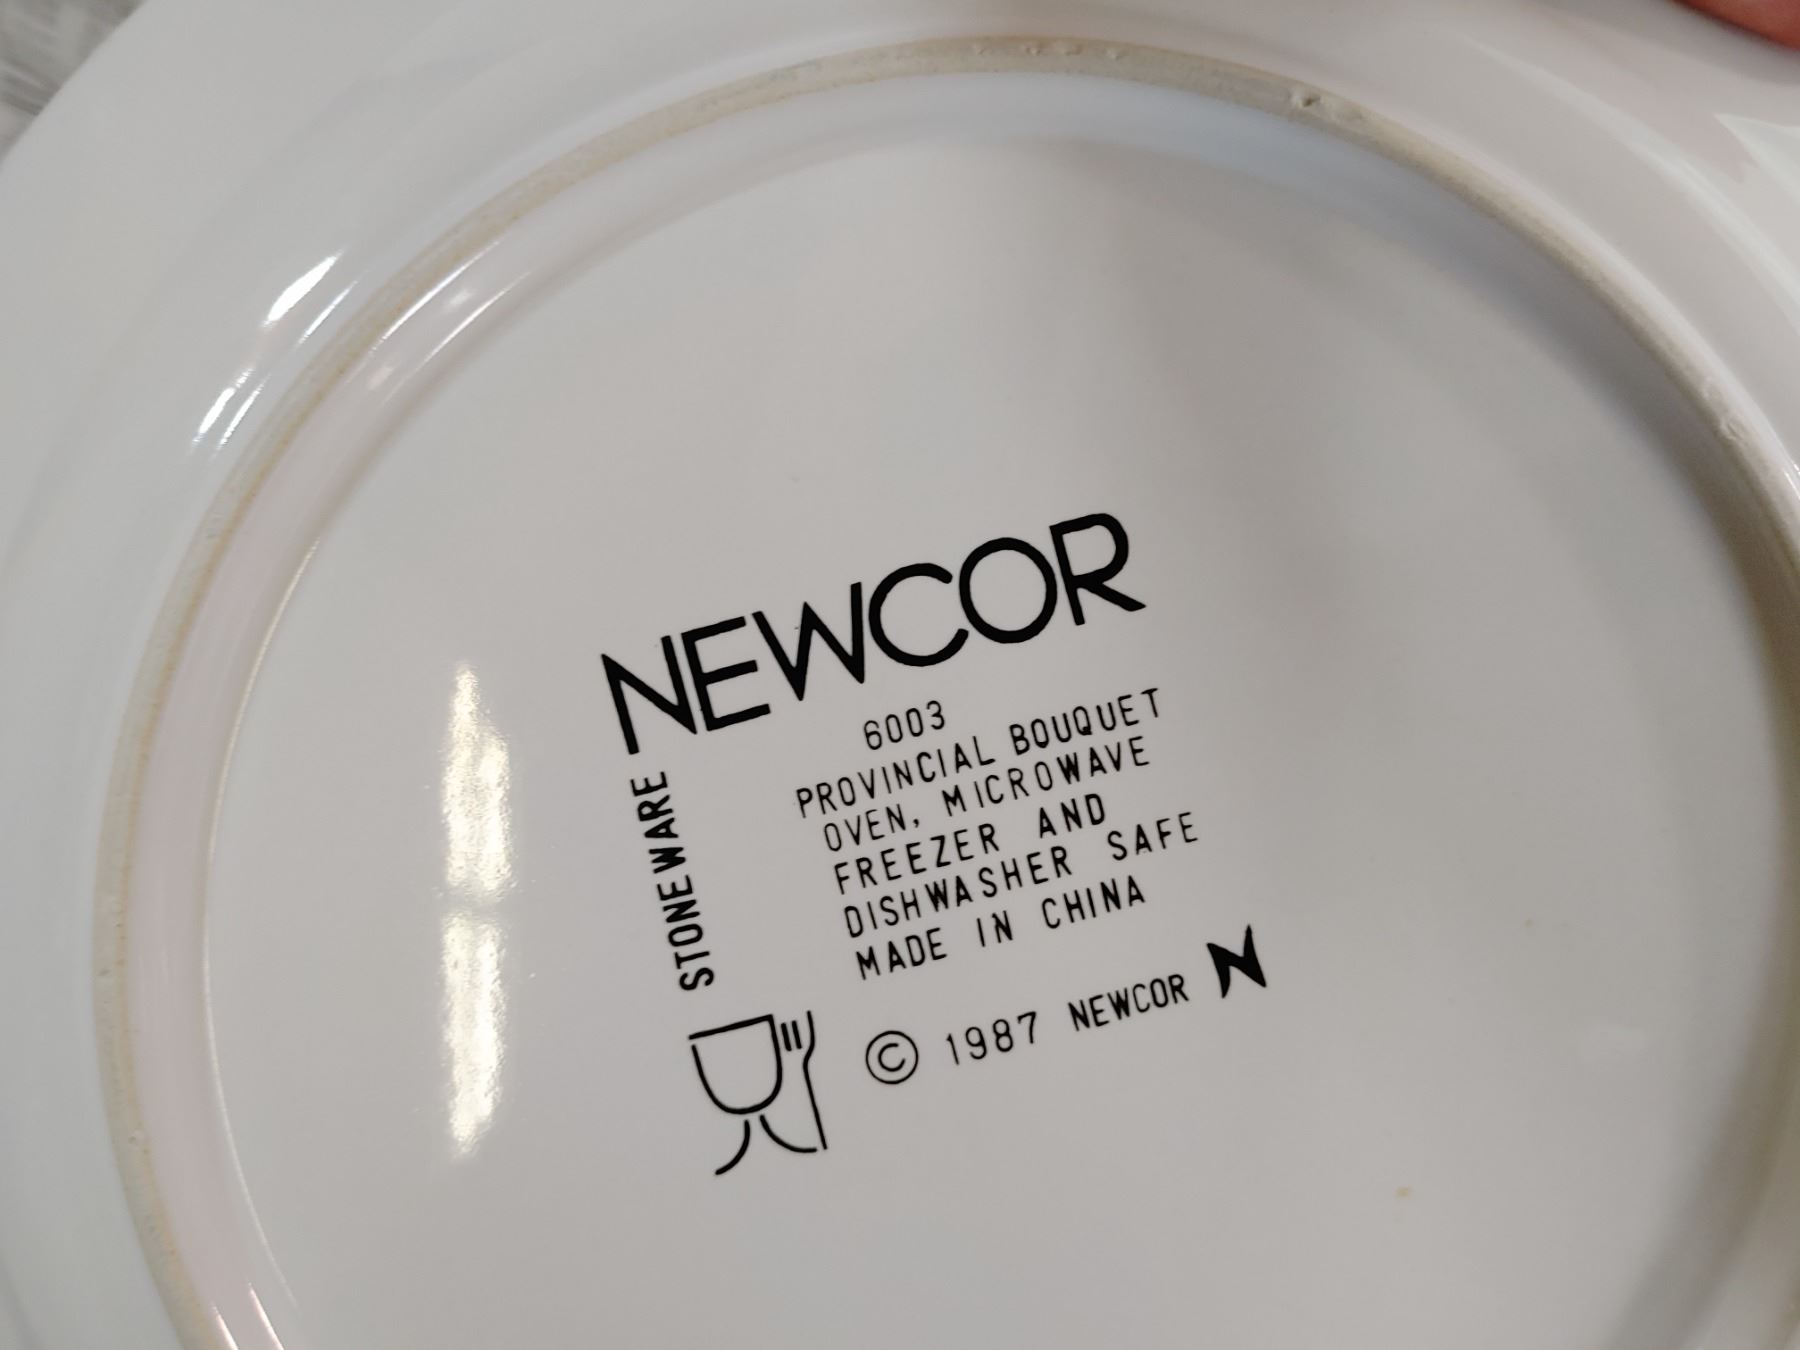 NEWCOR
STONEWARE
6003
PROVINCIAL BOUQUET
OVEN, MICROWAVE
FREEZER AND
DISHWASHER SAFE
MADE IN CHINA
© 1987 NEWCOR N